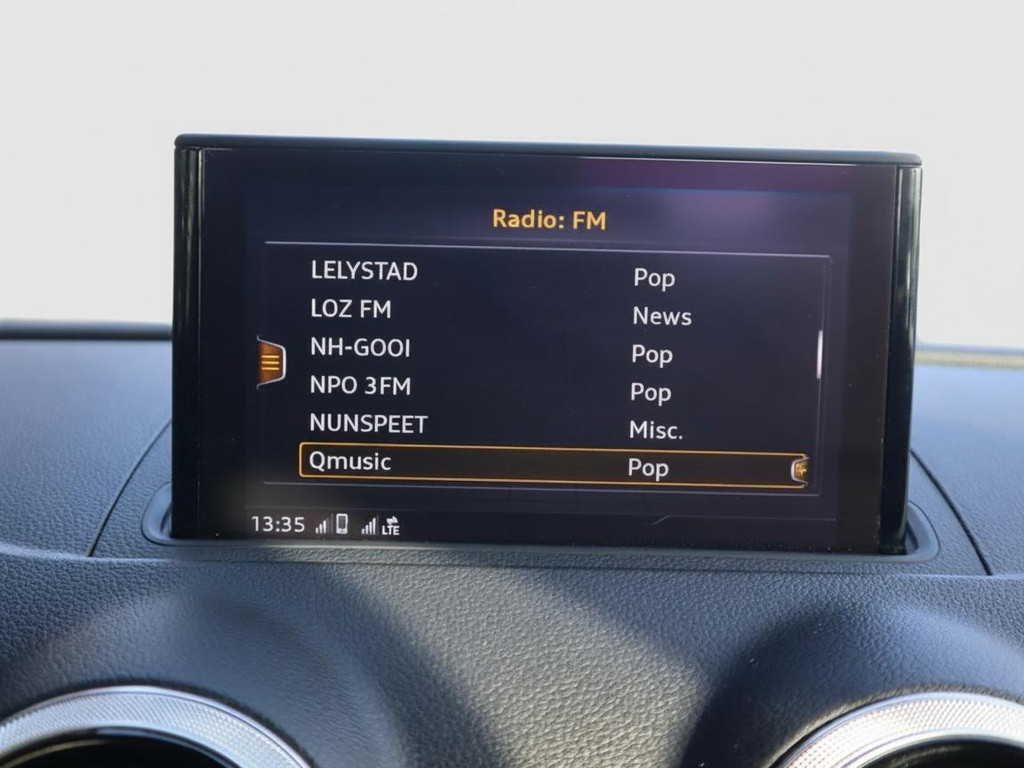 Radio: FM
LELYSTAD Pop
LOZ FM News
NH-GOOI Pop
NPO 3FM Pop
NUNSPEET Misc.
Qmusic Pop
13:35 LTE